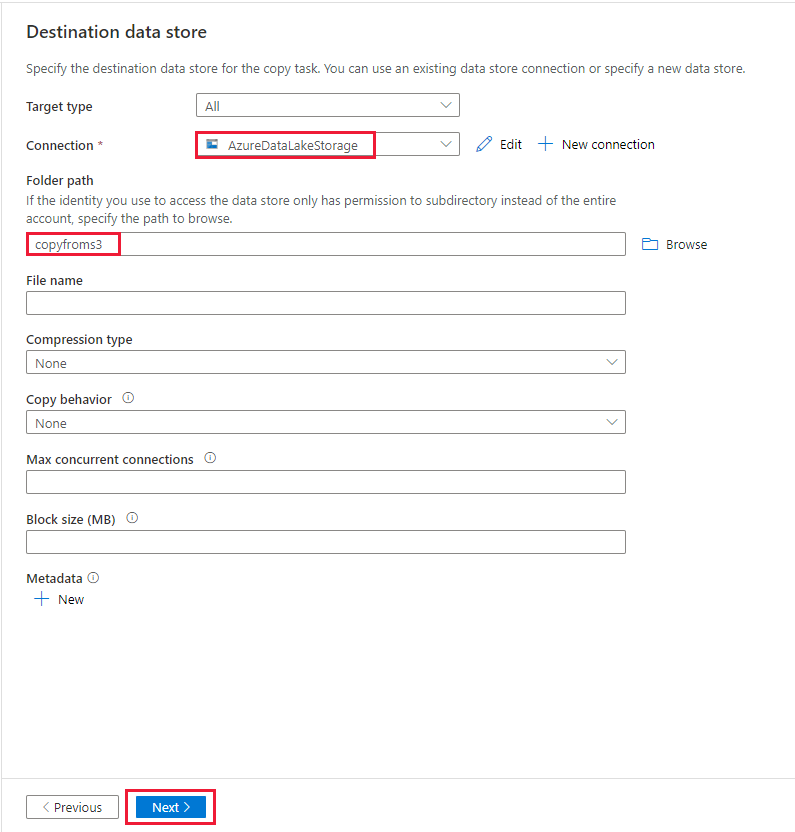 Destination data store
Specify the destination data store for the copy task. You can use an existing data store connection or specify a new data store.
Target type
All
Connection *
AzureDataLakeStorage
Edit
New connection
Folder path
If the identity you use to access the data store only has permission to subdirectory instead of the entire
account, specify the path to browse.
copyfroms3
Browse
File name
Compression type
None
Copy behavior
None
Max concurrent connections
Block size (MB)
Metadata
New
Previous
Next